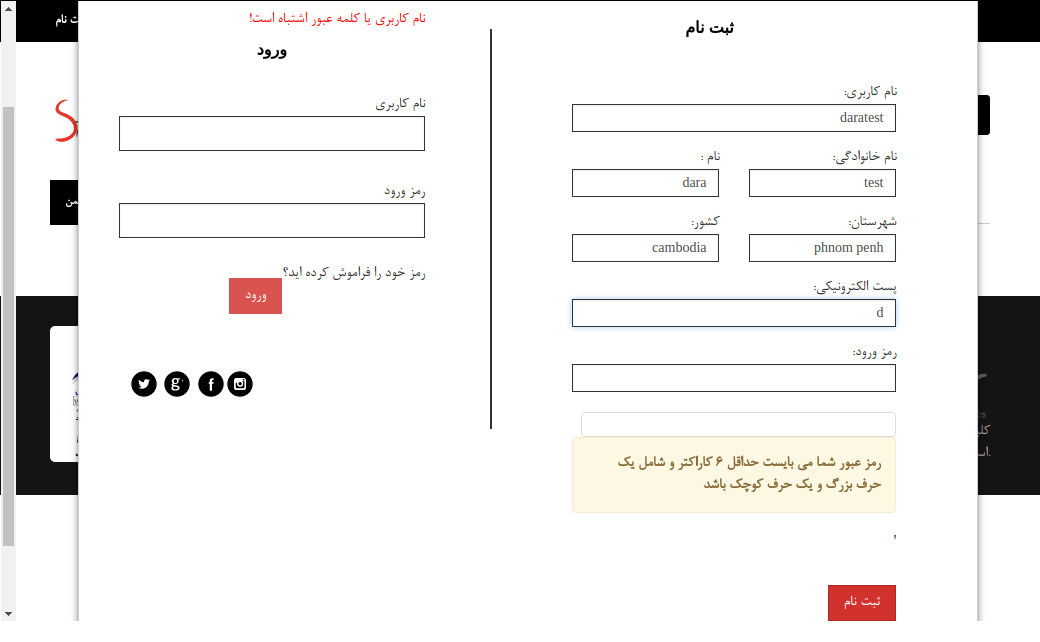 ت نام
ثبت نام
نام کاربری:
daratest
نام خانوادگی:
نام :
test
dara
شهرستان:
کشور:
phnom penh
cambodia
پست الکترونیکی:
d
رمز ورود:
رمز عبور شما می بایست حداقل ۶ کاراکتر و شامل یک
حرف بزرگ و یک حرف کوچک باشد
'
ثبت نام
نام کاربری یا کلمه عبور اشتباه است!
ورود
نام کاربری
رمز ورود
رمز خود را فراموش کرده اید؟
ورود